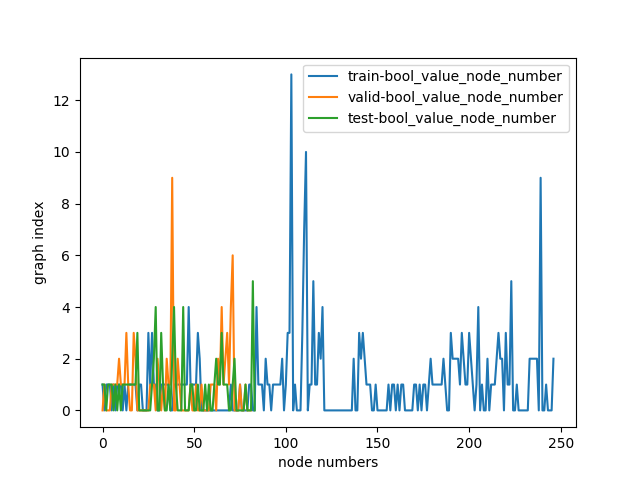 train-bool_value_node_number
valid-bool_value_node_number
test-bool_value_node_number
12
10
8
6
4
2
0
graph index
0 50 100 150 200 250
node numbers